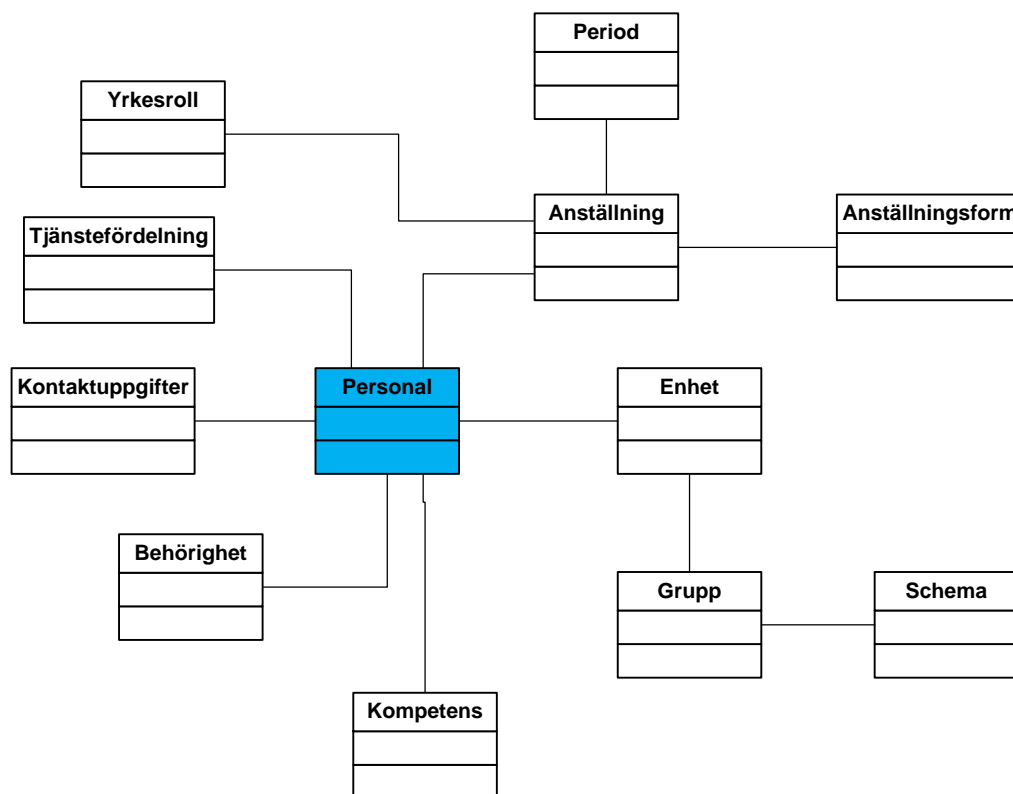 Period
Yrkesroll
Anställning
Anställningsform
Tjänstefördelning
Kontaktuppgifter
Personal
Enhet
Behörighet
Grupp
Schema
Kompetens